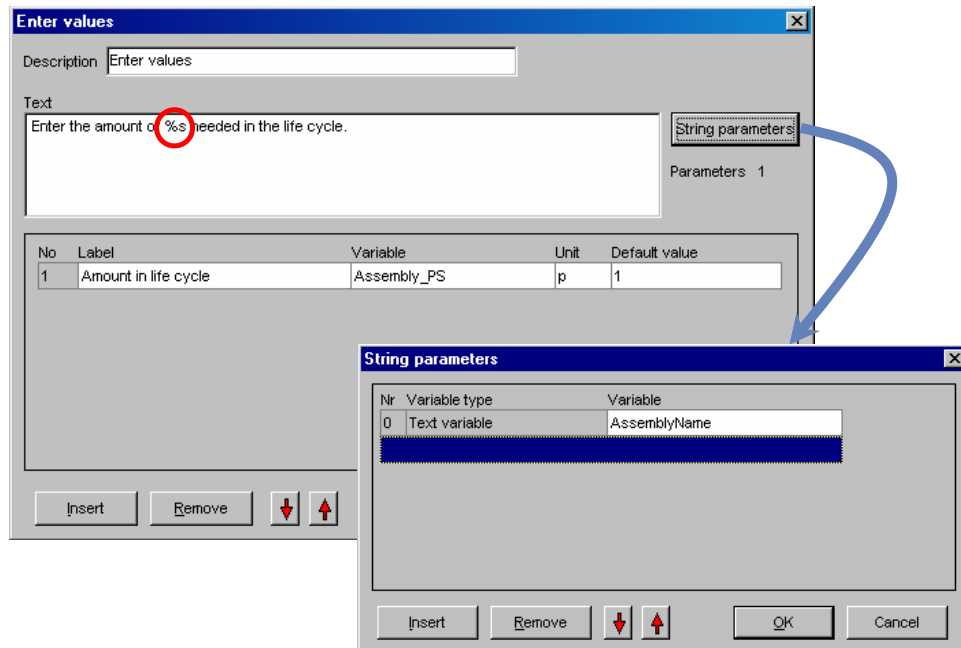 Enter values
Description Enter values
Text
Enter the amount of %s needed in the life cycle.
String parameters
Parameters 1
No Label Variable Unit Default value
1 Amount in life cycle Assembly_PS p 1
Insert Remove
String parameters
Nr Variable type Variable
0 Text variable AssemblyName
Insert Remove OK Cancel